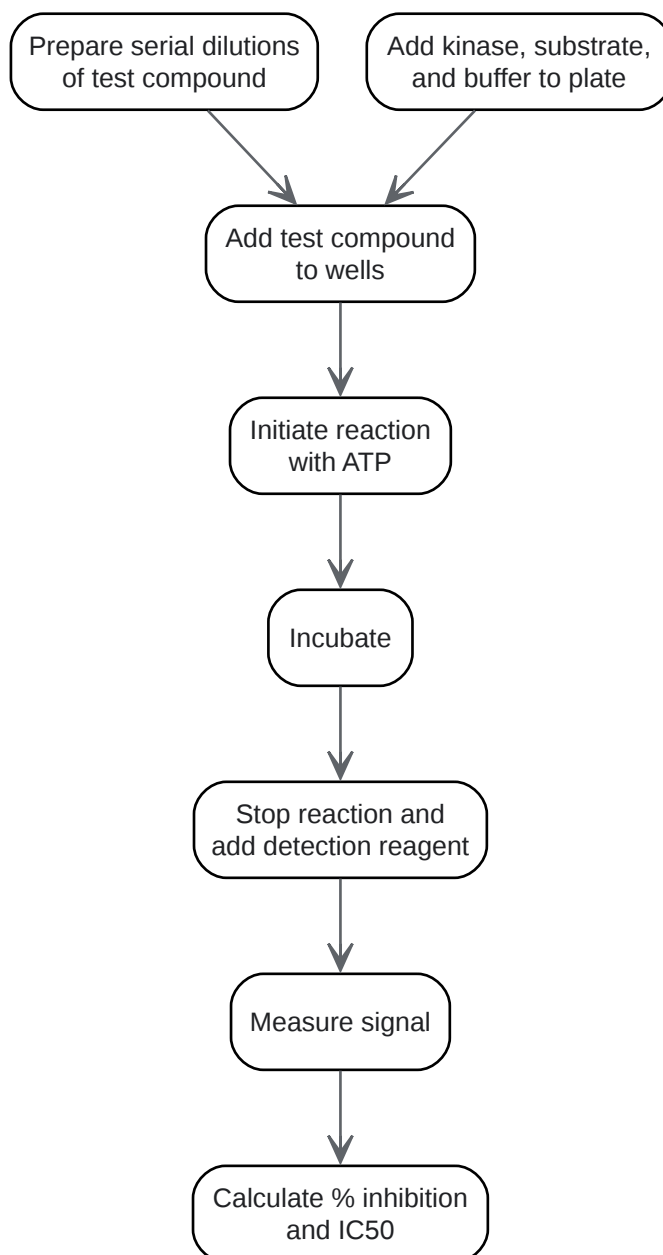 Prepare serial dilutions
of test compound
Add kinase, substrate,
and buffer to plate
Add test compound
to wells
Initiate reaction
with ATP
Incubate
Stop reaction and
add detection reagent
Measure signal
Calculate % inhibition
and IC50